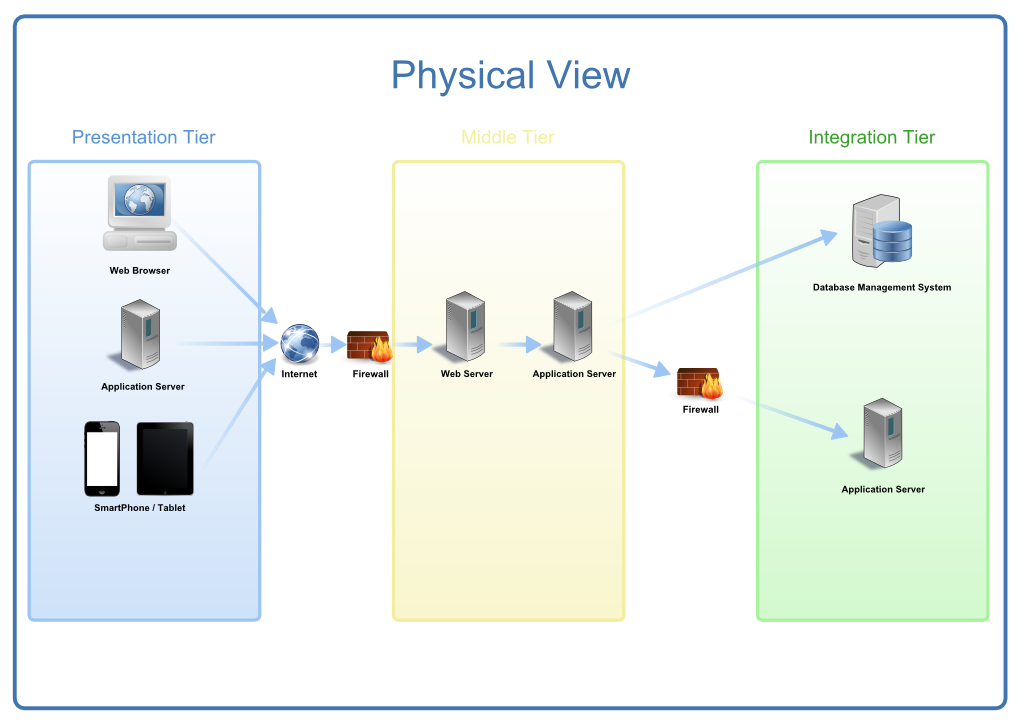 Physical View
Presentation Tier
Middle Tier
Integration Tier
Web Browser
Application Server
SmartPhone / Tablet
Internet
Firewall
Web Server
Application Server
Firewall
Database Management System
Application Server